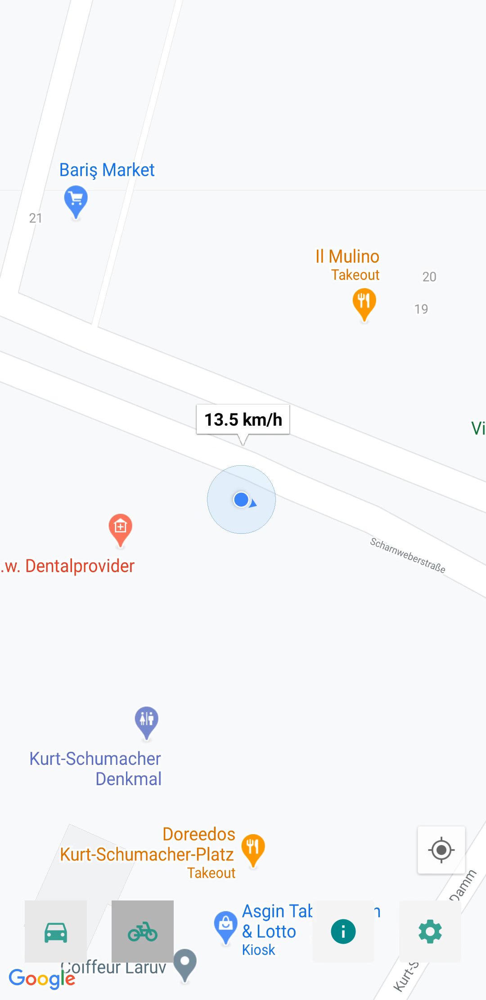 Bariş Market
21
Il Mulino
Takeout
20
19
13.5 km/h
Vi
Scharnweberstraße
.w. Dentalprovider
Kurt-Schumacher
Denkmal
Doreedos
Kurt-Schumacher-Platz
Takeout
Damm
Asgin Tab n
& Lotto
Kiosk
Coiffeur Laruv
Kurt-S
Google